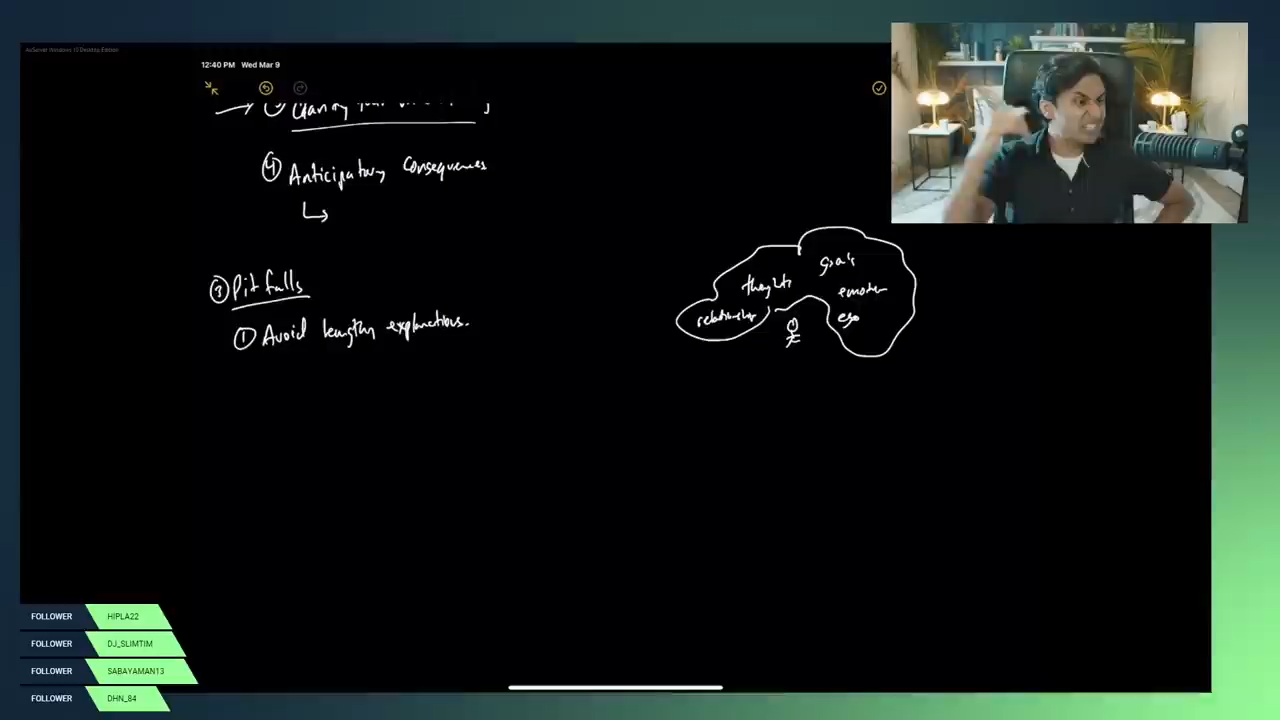 12:40 PM Wed Mar 9
④ Anticipatory Consequences
③ Pitfalls
① Avoid lengthy explanations.
goals
thoughts
emotion
relationship
ego
FOLLOWER HIPLA22
FOLLOWER DJ_SLIMTIM
FOLLOWER SABAYAMAN13
FOLLOWER DHN_84